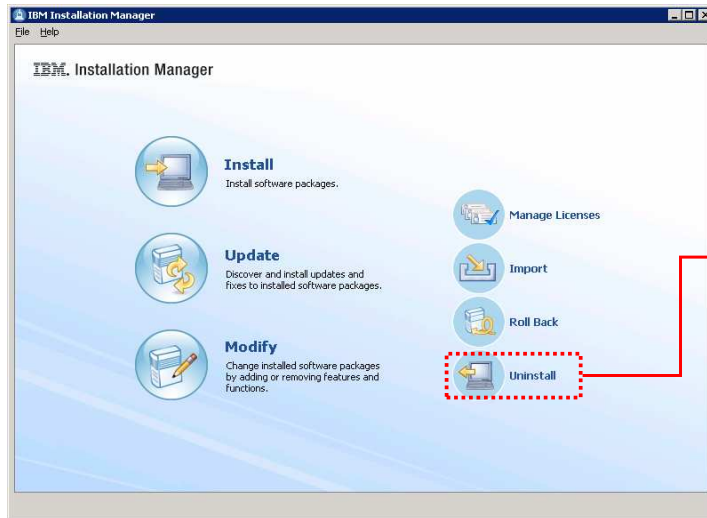 IBM Installation Manager
File Help
IBM. Installation Manager
Install
Install software packages.
Update
Discover and install updates and
fixes to installed software packages.
Modify
Change installed software packages
by adding or removing features and
functions.
Manage Licenses
Import
Roll Back
Uninstall